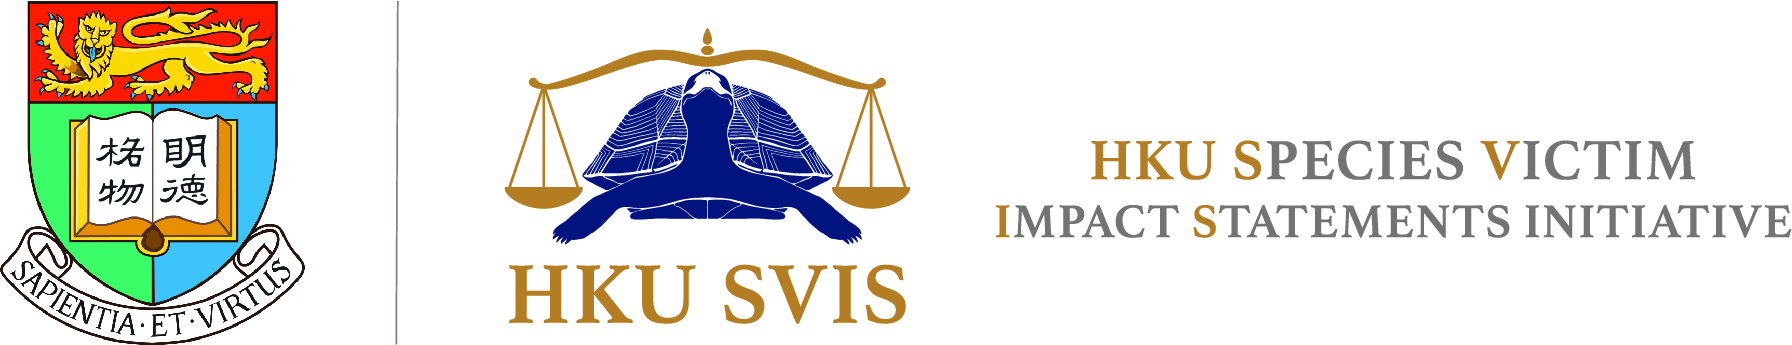 明德
格物
SAPIENTIA·ET·VIRTUS
HKU SVIS
HKU SPECIES VICTIM
IMPACT STATEMENTS INITIATIVE